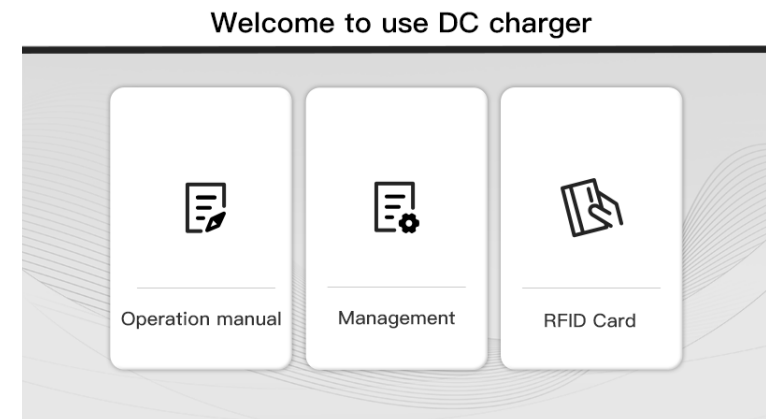 Welcome to use DC charger
Operation manual
Management
RFID Card